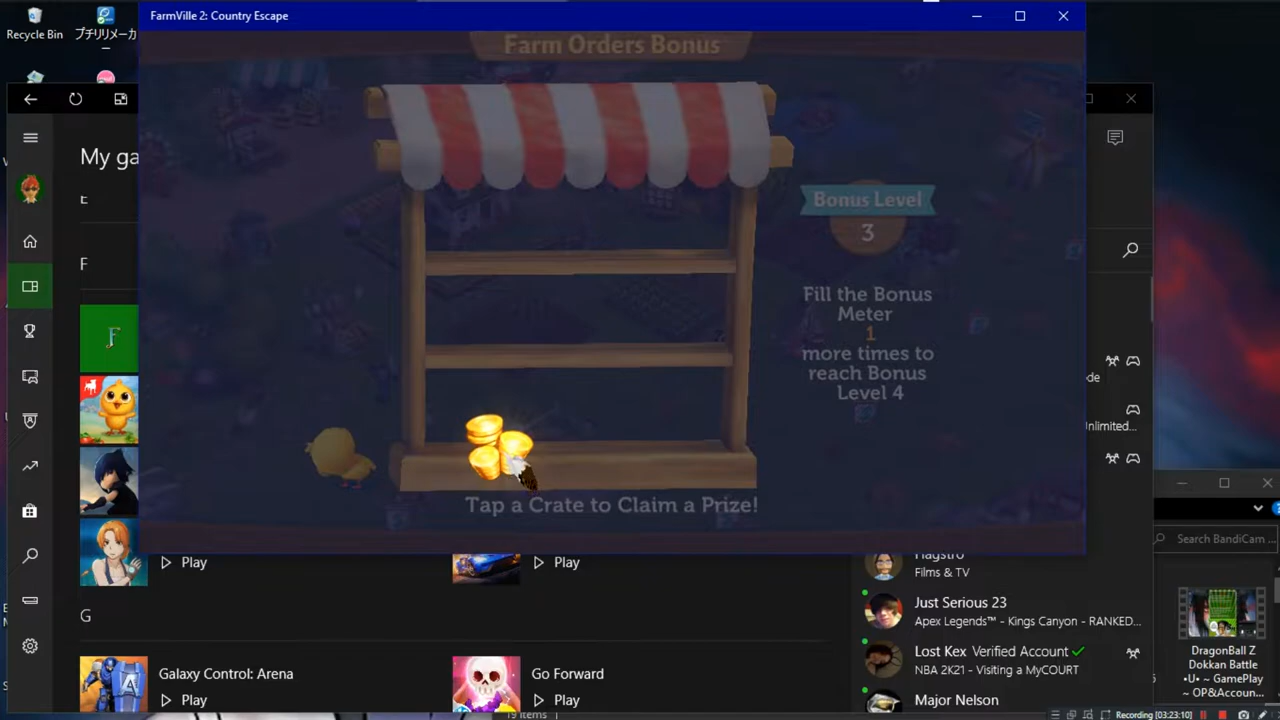 Recycle Bin
プチリメーカ
FarmVille 2: Country Escape
Farm Orders Bonus
My ga
E
F
F
Bonus Level
3
Fill the Bonus
Meter
1
more times to
reach Bonus
Level 4
Tap a Crate to Claim a Prize!
de
Unlimited...
Play
Play
G
Galaxy Control: Arena
Play
Go Forward
Play
19 items
Films & TV
Just Serious 23
Apex Legends™ - Kings Canyon - RANKED...
Lost Kex Verified Account
NBA 2K21 - Visiting a MyCOURT
Major Nelson
Search BandiCam ...
DragonBall Z
Dokkan Battle
•U• ~ GamePlay
~ OP&Accoun...
Recording [03:23:10]